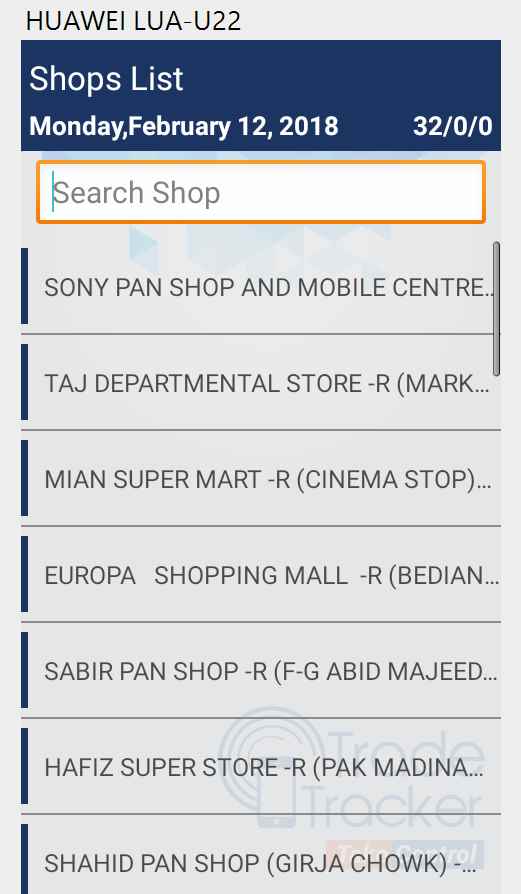 HUAWEI LUA-U22
Shops List
Monday,February 12, 2018 32/0/0
Search Shop
SONY PAN SHOP AND MOBILE CENTRE...
TAJ DEPARTMENTAL STORE -R (MARK...
MIAN SUPER MART -R (CINEMA STOP)...
EUROPA   SHOPPING MALL  -R (BEDIAN...
SABIR PAN SHOP -R (F-G ABID MAJEED...
HAFIZ SUPER STORE -R (PAK MADINA...
Trade
Tracker
Take Control
SHAHID PAN SHOP (GIRJA CHOWK) -...